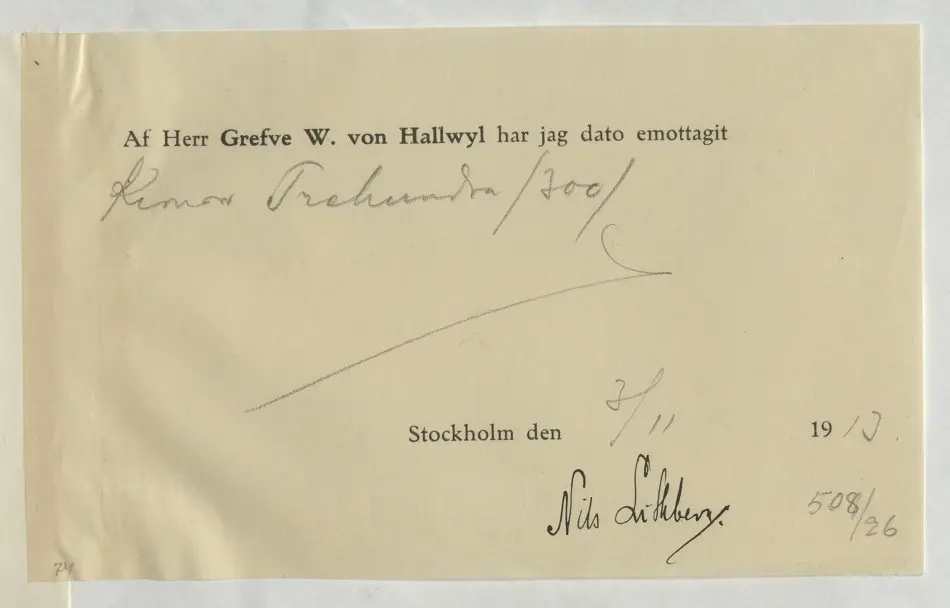 Af Herr Grefve W. von Hallwyl har jag dato emottagit
Kronor Trehundra /300/
Stockholm den 3/11 1913.
Nils Lithberg.
508/26
74